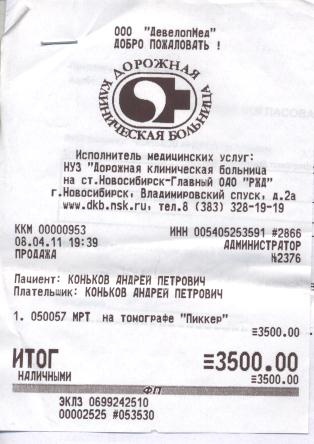 ООО "ДевелопМед"
ДОБРО ПОЖАЛОВАТЬ !
ДОРОЖНАЯ
КЛИНИЧЕСКАЯ БОЛЬНИЦА
Исполнитель медицинских услуг:
НУЗ "Дорожная клиническая больница
на ст.Новосибирск-Главный ОАО "РЖД"
г.Новосибирск, Владимировский спуск, д.2а
www.dkb.nsk.ru, тел.8 (383) 328-19-19
ККМ 00000953 ИНН 005405253591 #2866
08.04.11 19:39 АДМИНИСТРАТОР
ПРОДАЖА №2376
Пациент: КОНЬКОВ АНДРЕЙ ПЕТРОВИЧ
Плательщик: КОНЬКОВ АНДРЕЙ ПЕТРОВИЧ
1. 050057 МРТ на томографе "Пиккер"
≡3500.00
ИТОГ ≡3500.00
НАЛИЧНЫМИ ≡3500.00
ФП
ЭКЛЗ 0699242510
00002525 #053530